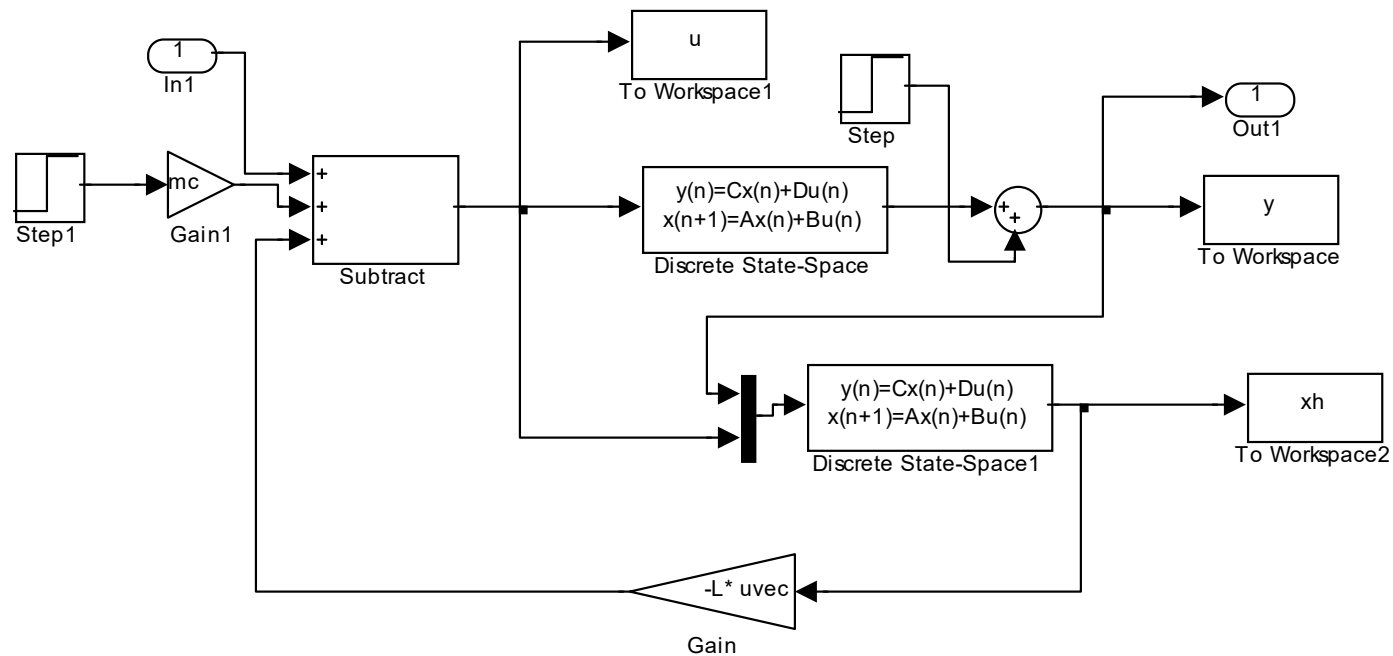 u
To Workspace1
1
In1
Step
1
Out1
Step1
mc
Gain1
+
+
+
Subtract
y(n)=Cx(n)+Du(n)
x(n+1)=Ax(n)+Bu(n)
Discrete State-Space
+
+
y
To Workspace
y(n)=Cx(n)+Du(n)
x(n+1)=Ax(n)+Bu(n)
Discrete State-Space1
xh
To Workspace2
-L* uvec
Gain